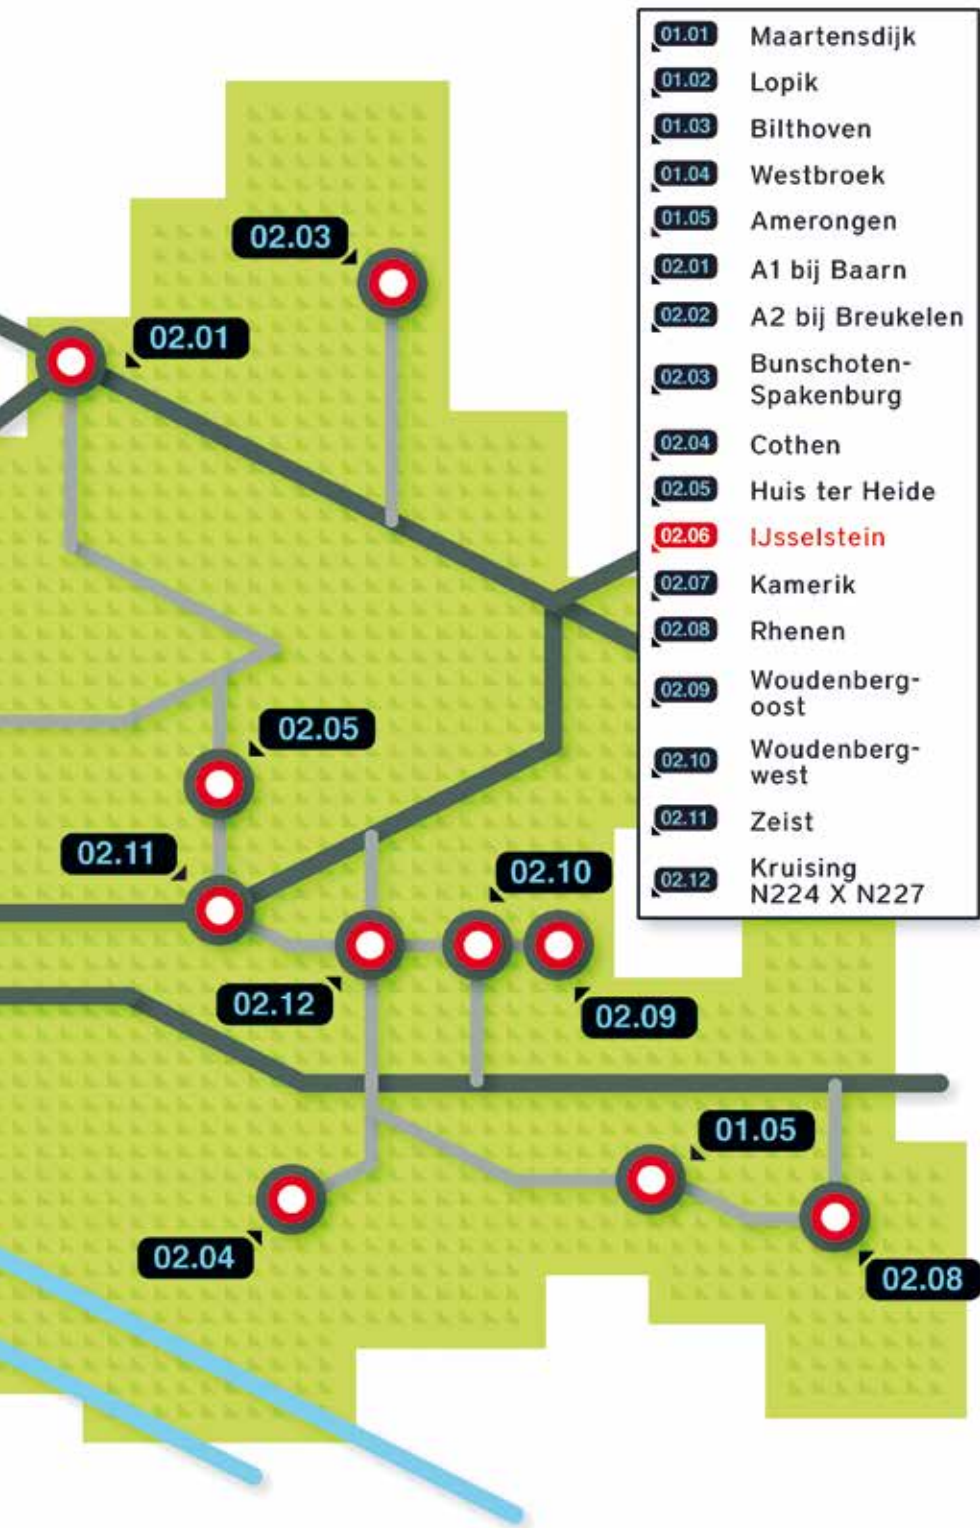 01.01 Maartensdijk
01.02 Lopik
01.03 Bilthoven
01.04 Westbroek
01.05 Amerongen
02.01 A1 bij Baarn
02.02 A2 bij Breukelen
02.03 Bunschoten-
Spakenburg
02.04 Cothen
02.05 Huis ter Heide
02.06 IJsselstein
02.07 Kamerik
02.08 Rhenen
02.09 Woudenberg-
oost
02.10 Woudenberg-
west
02.11 Zeist
02.12 Kruising
N224 X N227
02.03
02.01
02.05
02.11
02.10
02.12
02.09
01.05
02.04
02.08